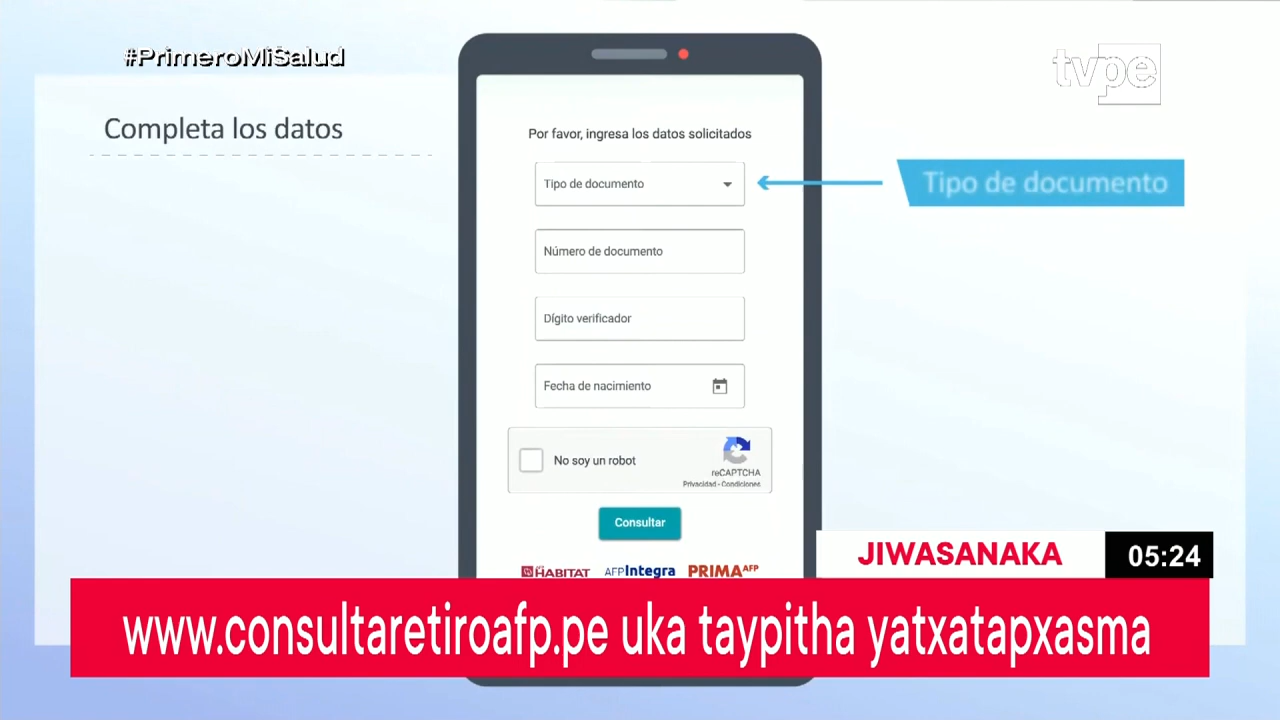 #PrimeroMiSalud
tvpe
Completa los datos
Por favor, ingresa los datos solicitados
Tipo de documento
Tipo de documento
Número de documento
Dígito verificador
Fecha de nacimiento
No soy un robot
reCAPTCHA
Privacidad - Condiciones
Consultar
HABITAT AFPIntegra PRIMA AFP
JIWASANAKA
05:24
www.consultaretiroafp.pe uka taypitha yatxatapxasma